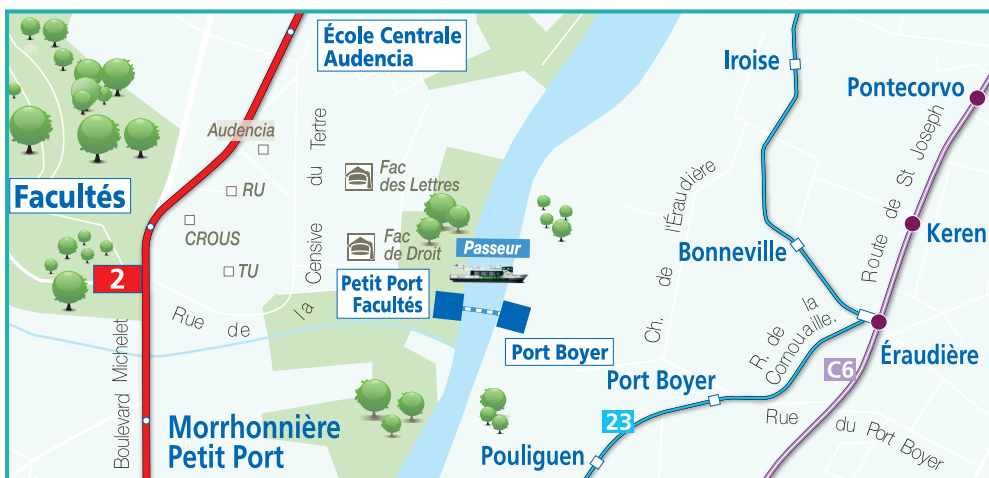 École Centrale
Audencia
Iroise
Pontecorvo
Audencia
Facultés
RU
CROUS
TU
Fac
des Lettres
Fac
de Droit
Rue de la Censive du Tertre
Passeur
Petit Port
Facultés
Port Boyer
2
Boulevard Michelet
Morrhonnière
Petit Port
Ch. de l'Éraudière
Bonneville
Route de St Joseph
Keren
R. de la
Cornouaille.
Éraudière
C6
Port Boyer
23
Pouliguen
Rue du Port Boyer